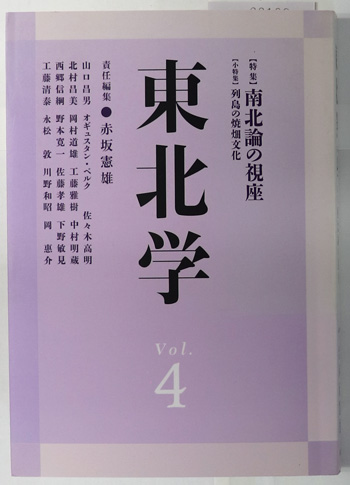 【特集】南北論の視座
【小特集】列島の焼畑文化
東北学
Vol.
4
責任編集●赤坂憲雄
山口昌男 オギュスタン・ベルク 佐々木高明
北村昌美 岡村道雄 工藤雅樹 中村明蔵
西郷信綱 野本寛一 佐藤孝雄 下野敏見
工藤清泰 永松敦 川野和昭 岡惠介